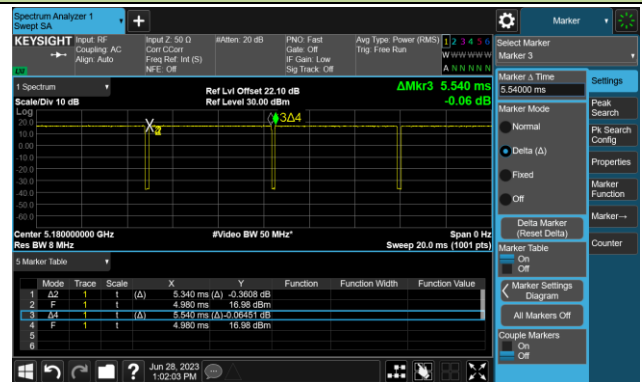 Spectrum Analyzer 1
Swept SA
Marker
KEYSIGHT Input: RF Input Z: 50 Ω #Atten: 20 dB PNO: Fast Avg Type: Power (RMS) 1 2 3 4 5 6
Coupling: AC Corr CCorr Gate: Off Trig: Free Run W W W W W W
Align: Auto Freq Ref: Int (S) IF Gain: Low
LW NFE: Off Sig Track: Off A N N N N N
Select Marker
Marker 3
Marker Δ Time
5.54000 ms
Settings
1 Spectrum
Scale/Div 10 dB
Ref Lvl Offset 22.10 dB
Ref Level 30.00 dBm
ΔMkr3 5.540 ms
-0.06 dB
Log
20.0
10.0
0.00
-10.0
-20.0
-30.0
-40.0
-50.0
-60.0
3Δ4
Center 5.180000000 GHz #Video BW 50 MHz* Span 0 Hz
Res BW 8 MHz Sweep 20.0 ms (1001 pts)
Marker Mode
Normal
Delta (Δ)
Fixed
Off
Delta Marker
(Reset Delta)
Marker Table
On
Off
Marker Settings
Diagram
All Markers Off
Couple Markers
On
Off
Peak
Search
Pk Search
Config
Properties
Marker
Function
Marker→
Counter
5 Marker Table
Mode Trace Scale X Y Function Function Width Function Value
1 Δ2 1 t (Δ) 5.340 ms (Δ) -0.3608 dB
2 F 1 t 4.980 ms 16.98 dBm
3 Δ4 1 t (Δ) 5.540 ms (Δ) -0.06451 dB
4 F 1 t 4.980 ms 16.98 dBm
5
6
Jun 28, 2023
1:02:03 PM